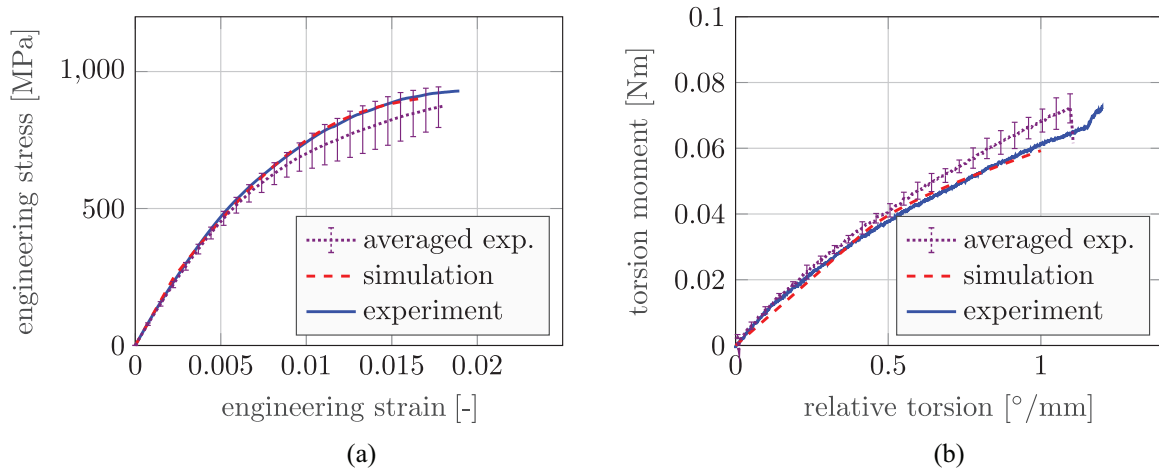 1,000
500
0
0
0.005
0.01
0.015
0.02
engineering stress [MPa]
engineering strain [-]
averaged exp.
simulation
experiment
(a)
0.1
0.08
0.06
0.04
0.02
0
0
0.5
1
torsion moment [Nm]
relative torsion [°/mm]
averaged exp.
simulation
experiment
(b)